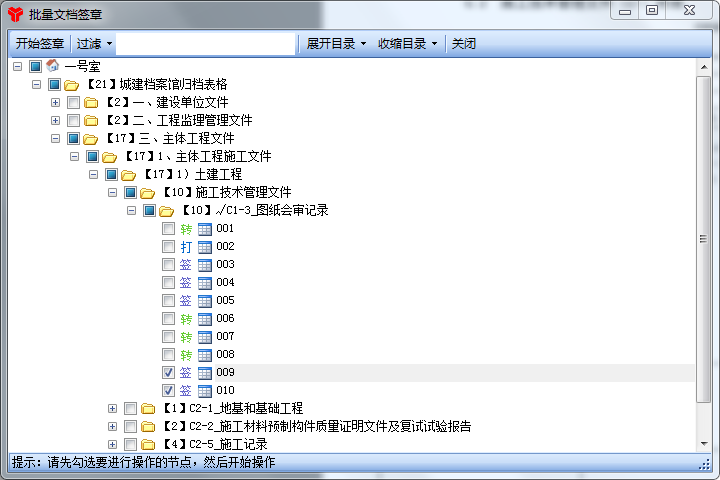 批量文档签章
开始签章 过滤 展开目录 收缩目录 关闭
一号室
【21】城建档案馆归档表格
【2】一、建设单位文件
【2】二、工程监理管理文件
【17】三、主体工程文件
【17】1、主体工程施工文件
【17】1）土建工程
【10】施工技术管理文件
【10】√C1-3_图纸会审记录
转 001
打 002
签 003
签 004
签 005
转 006
转 007
转 008
签 009
签 010
【1】C2-1_地基和基础工程
【2】C2-2_施工材料预制构件质量证明文件及复试试验报告
【4】C2-5_施工记录
提示：请先勾选要进行操作的节点，然后开始操作